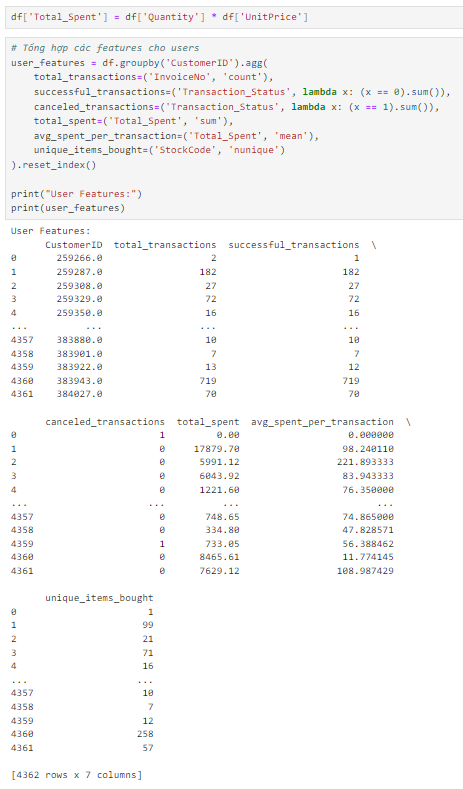 df['Total_Spent'] = df['Quantity'] * df['UnitPrice']
# Tổng hợp các features cho users
user_features = df.groupby('CustomerID').agg(
    total_transactions=('InvoiceNo', 'count'),
    successful_transactions=('Transaction_Status', lambda x: (x == 0).sum()),
    canceled_transactions=('Transaction_Status', lambda x: (x == 1).sum()),
    total_spent=('Total_Spent', 'sum'),
    avg_spent_per_transaction=('Total_Spent', 'mean'),
    unique_items_bought=('StockCode', 'nunique')
).reset_index()
print("User Features:")
print(user_features)
User Features:
      CustomerID  total_transactions  successful_transactions  \
0       259266.0                   2                        1
1       259287.0                 182                      182
2       259308.0                  27                       27
3       259329.0                  72                       72
4       259350.0                  16                       16
...          ...                 ...                      ...
4357    383880.0                  10                       10
4358    383901.0                   7                        7
4359    383922.0                  13                       12
4360    383943.0                 719                      719
4361    384027.0                  70                       70
      canceled_transactions  total_spent  avg_spent_per_transaction  \
0                         1         0.00                   0.000000
1                         0     17879.70                  98.240110
2                         0      5991.12                 221.893333
3                         0      6043.92                  83.943333
4                         0      1221.60                  76.350000
...                     ...          ...                        ...
4357                      0       748.65                  74.865000
4358                      0       334.80                  47.828571
4359                      1       733.05                  56.388462
4360                      0      8465.61                  11.774145
4361                      0      7629.12                 108.987429
      unique_items_bought
0                       1
1                      99
2                      21
3                      71
4                      16
...                   ...
4357                   10
4358                    7
4359                   12
4360                  258
4361                   57
[4362 rows x 7 columns]